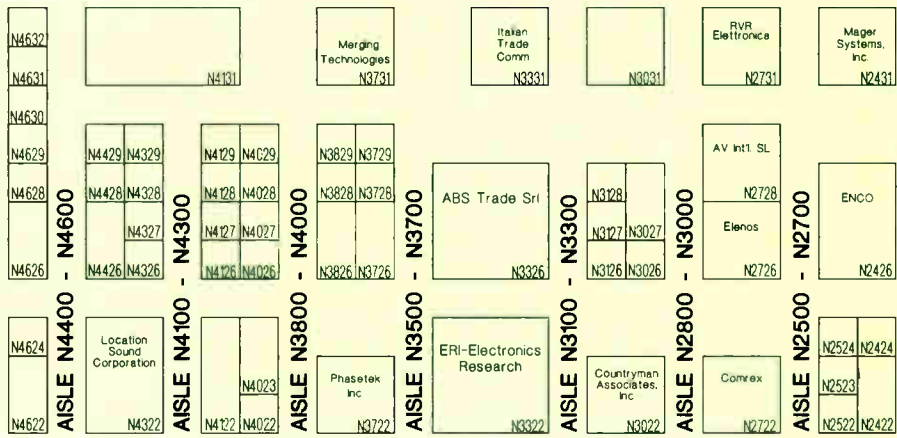 N4632
Merging
Technologies
Italian
Trade
Comm
RVR
Elettronica
Mager
Systems,
Inc.
N4631
N4131
N3731
N3331
N3031
N2731
N2431
N4630
N4629
N4429 N4329
N4129 N4029
N3829 N3729
AV Int'l. SL
N4628
N4428 N4328
N4128 N4028
N3828 N3728
ABS Trade Srl
N3128
N2728
ENCO
N4327
N4127 N4027
N3127 N3027
Elenos
N4626
N4426 N4326
N4126 N4026
N3826 N3726
N3326
N3126 N3026
N2726
N2426
AISLE N4400 - N4600
AISLE N4100 - N4300
AISLE N3800 - N4000
AISLE N3500 - N3700
AISLE N3100 - N3300
AISLE N2800 - N3000
AISLE N2500 - N2700
N4624
Location
Sound
Corporation
ERI-Electronics
Research
N2524 N2424
N4023
Phasetek
Inc
Countryman
Associates,
Inc
Comrex
N2523
N4622
N4322
N4122 N4022
N3722
N3322
N3022
N2722
N2522 N2422